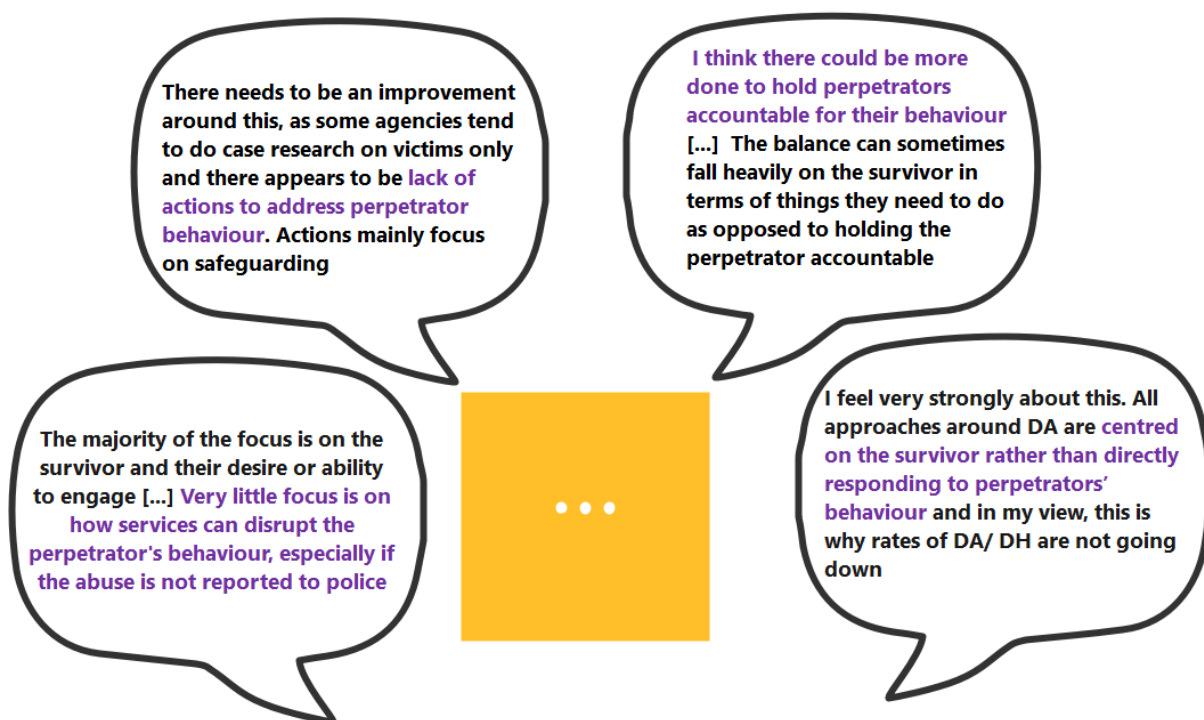 There needs to be an improvement
around this, as some agencies tend
to do case research on victims only
and there appears to be lack of
actions to address perpetrator
behaviour. Actions mainly focus
on safeguarding
I think there could be more
done to hold perpetrators
accountable for their behaviour
[...] The balance can sometimes
fall heavily on the survivor in
terms of things they need to do
as opposed to holding the
perpetrator accountable
The majority of the focus is on the
survivor and their desire or ability
to engage [...] Very little focus is on
how services can disrupt the
perpetrator's behaviour, especially if
the abuse is not reported to police
I feel very strongly about this. All
approaches around DA are centred
on the survivor rather than directly
responding to perpetrators’
behaviour and in my view, this is
why rates of DA/ DH are not going
down